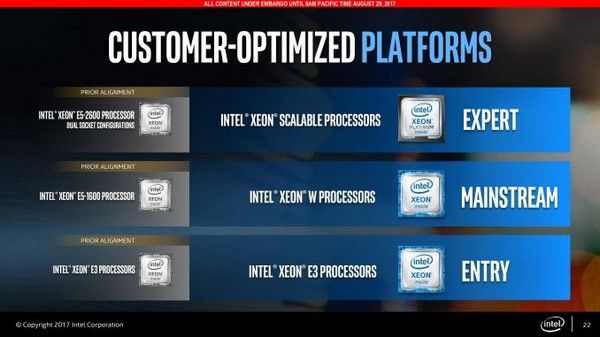 ALL CONTENT UNDER EMBARGO UNTIL 8AM PACIFIC TIME AUGUST 29, 2017
CUSTOMER-OPTIMIZED PLATFORMS
PRIOR ALIGNMENT
INTEL® XEON® E5-2600 PROCESSOR
DUAL SOCKET CONFIGURATIONS
intel
XEON
inside
INTEL® XEON® SCALABLE PROCESSORS
intel
XEON
PLATINUM
inside
EXPERT
PRIOR ALIGNMENT
INTEL® XEON® E5-1600 PROCESSOR
intel
XEON
inside
INTEL® XEON® W PROCESSORS
intel
XEON
inside
MAINSTREAM
PRIOR ALIGNMENT
INTEL® XEON® E3 PROCESSORS
intel
XEON
inside
INTEL® XEON® E3 PROCESSORS
intel
XEON
inside
ENTRY
© Copyright 2017 Intel Corporation
intel
22